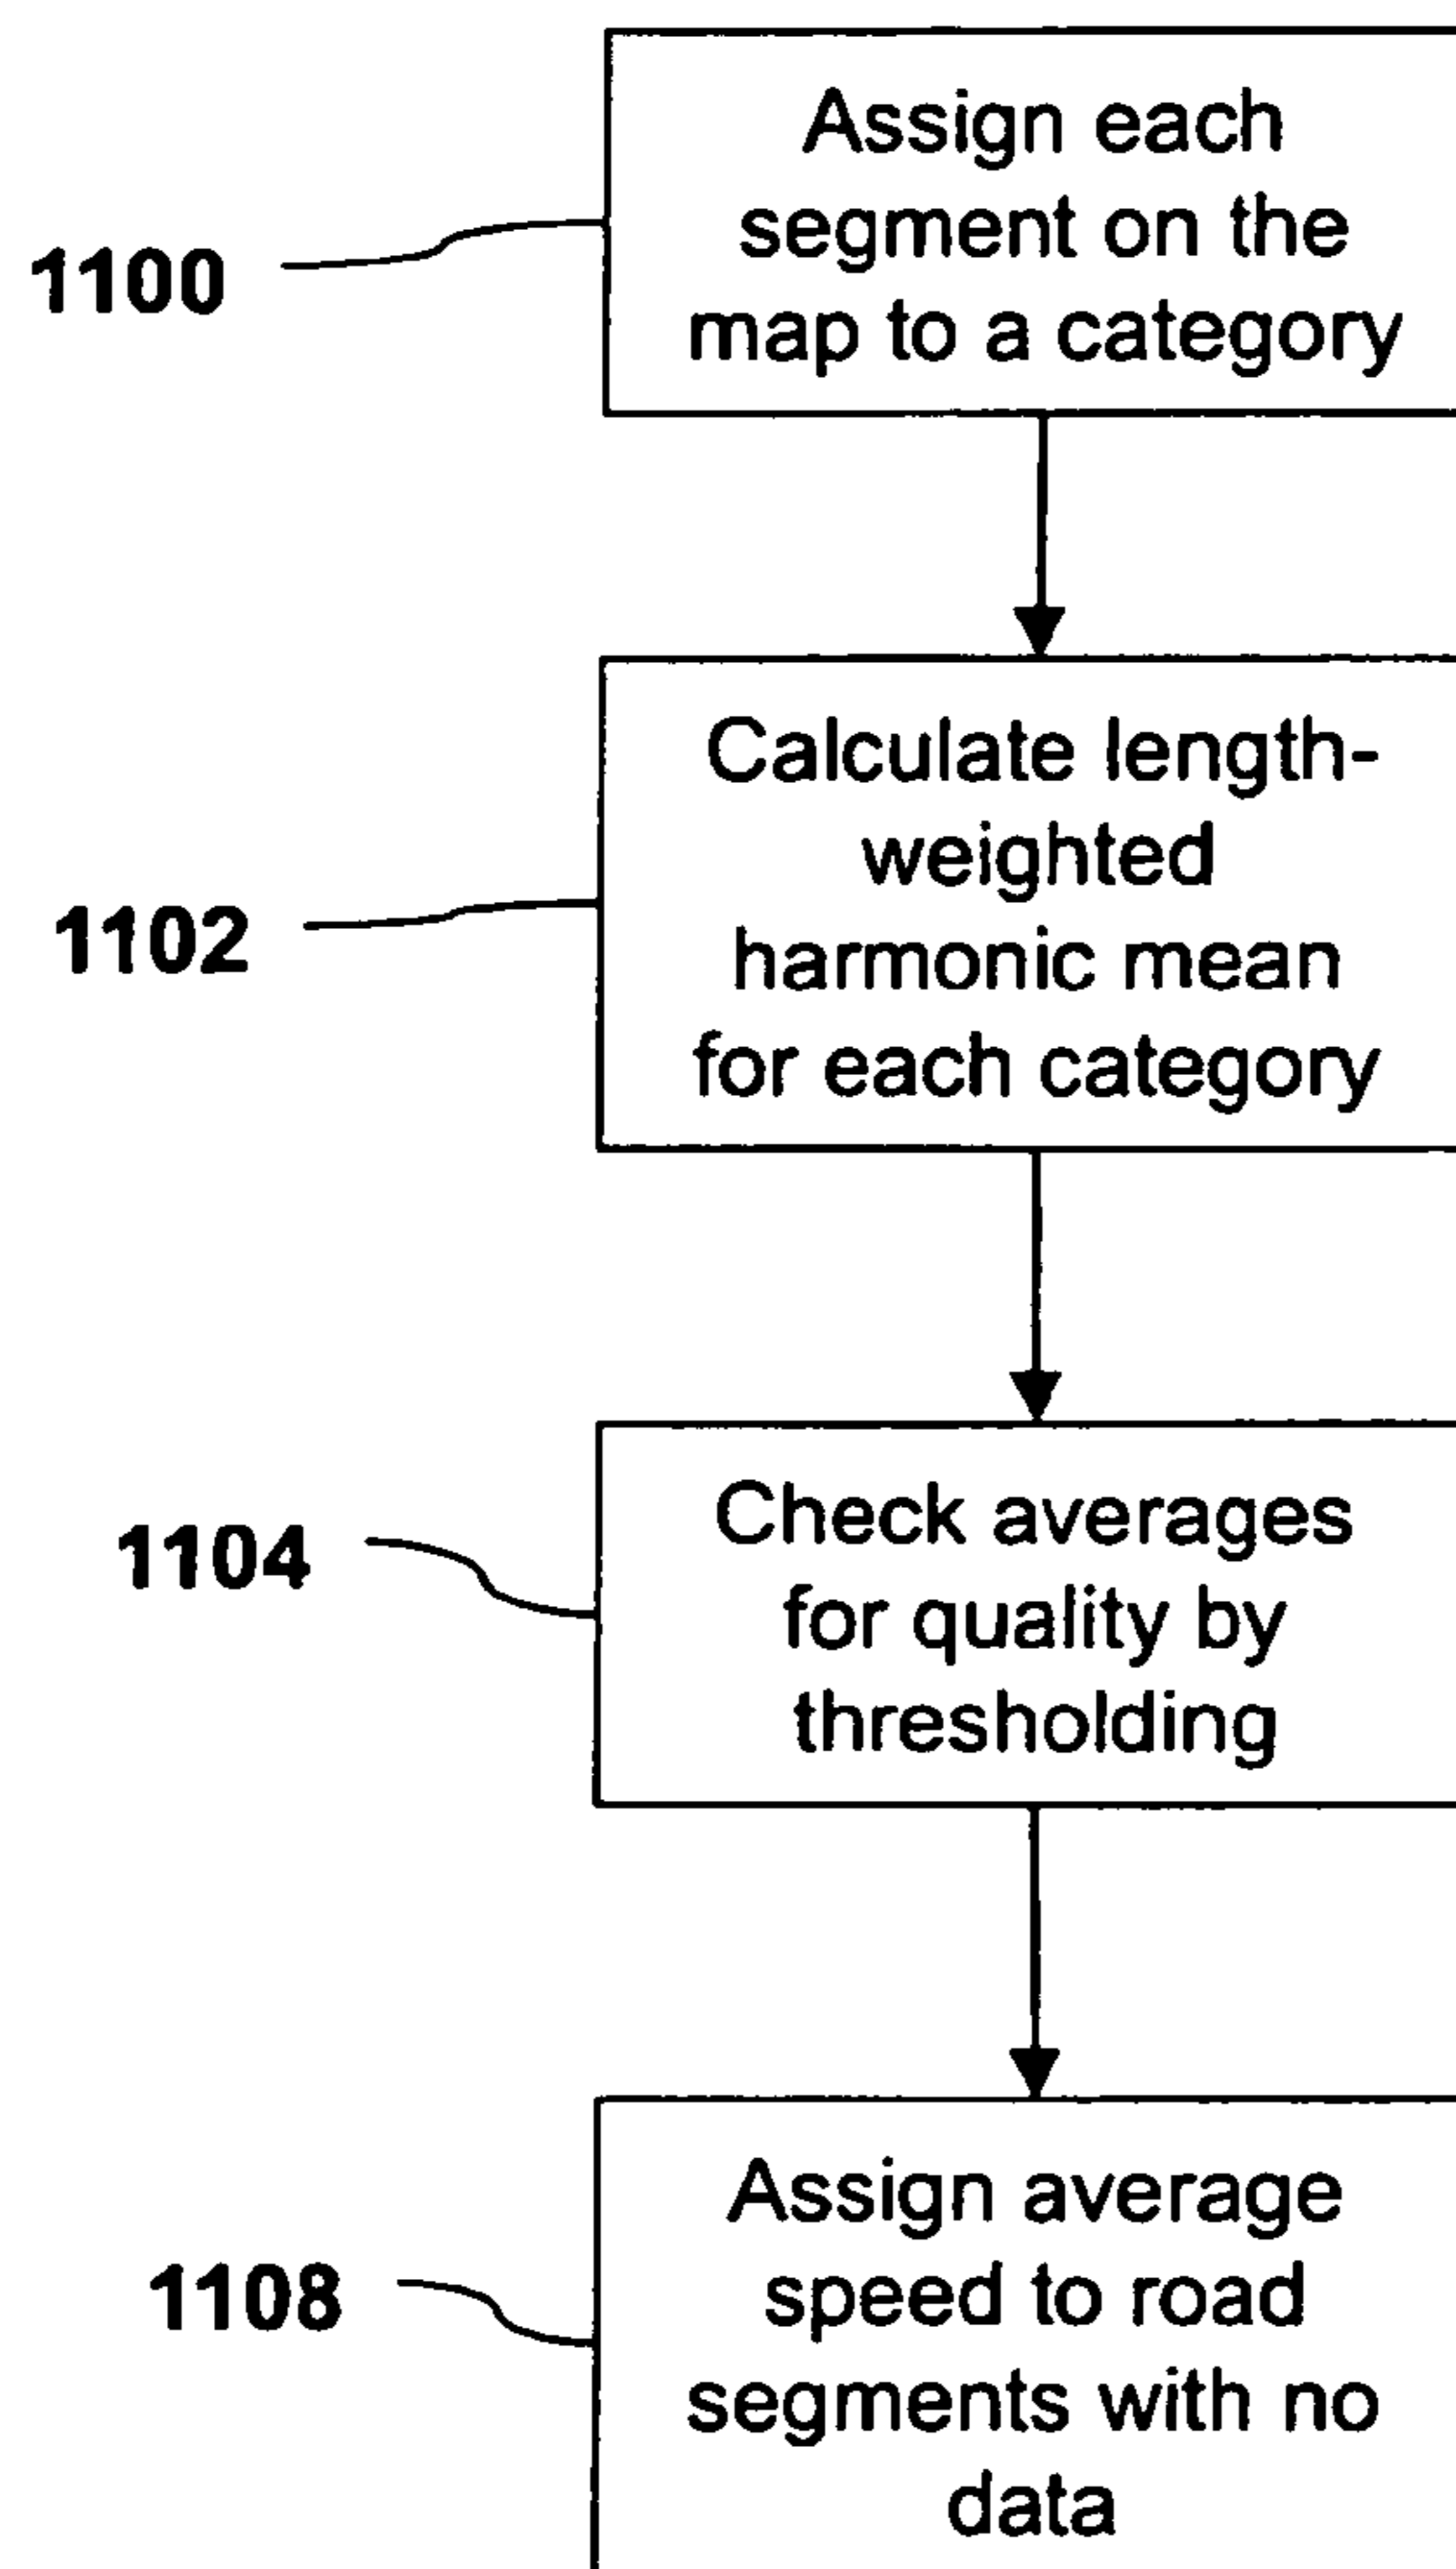 Assign each
segment on the
map to a category
1100
Calculate length-
weighted
harmonic mean
for each category
1102
Check averages
for quality by
thresholding
1104
Assign average
speed to road
segments with no
data
1108